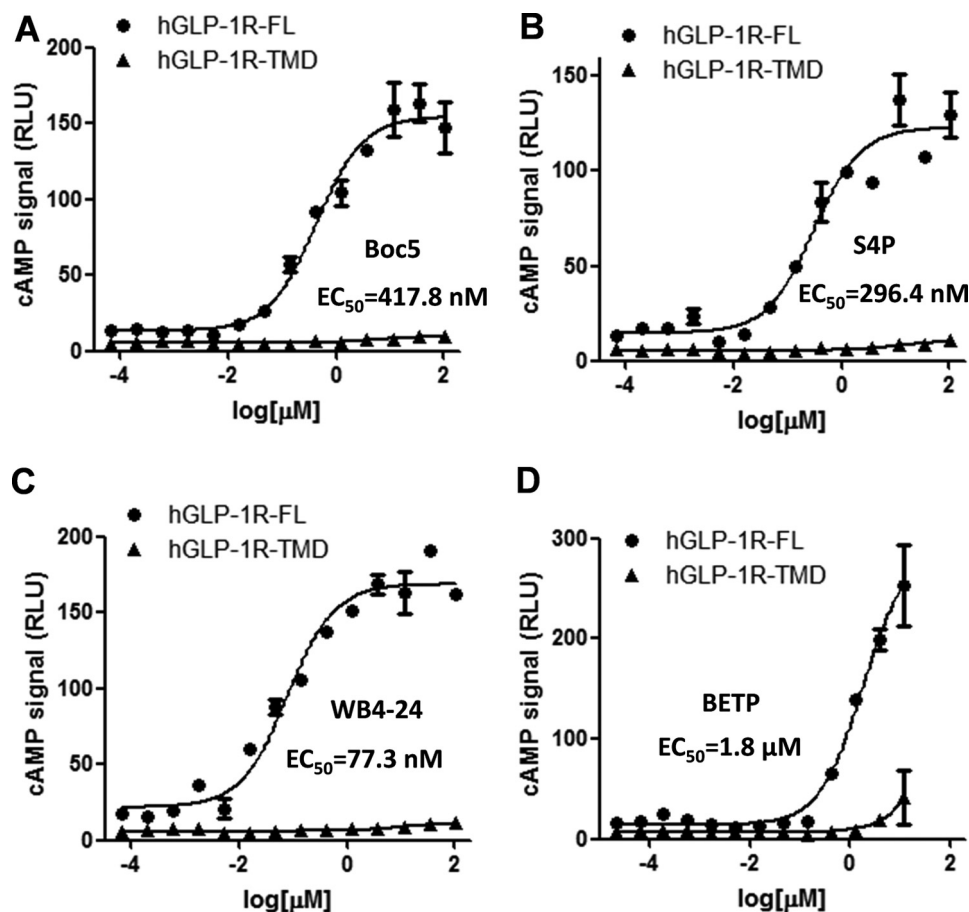 A
● hGLP-1R-FL
▲ hGLP-1R-TMD
200
150
100
50
0
cAMP signal (RLU)
Boc5
EC50=417.8 nM
-4 -2 0 2
log[μM]
B
● hGLP-1R-FL
▲ hGLP-1R-TMD
150
100
50
0
cAMP signal (RLU)
S4P
EC50=296.4 nM
-4 -2 0 2
log[μM]
C
● hGLP-1R-FL
▲ hGLP-1R-TMD
200
150
100
50
0
cAMP signal (RLU)
WB4-24
EC50=77.3 nM
-4 -2 0 2
log[μM]
D
● hGLP-1R-FL
▲ hGLP-1R-TMD
300
200
100
0
cAMP signal (RLU)
BETP
EC50=1.8 μM
-4 -2 0 2
log[μM]